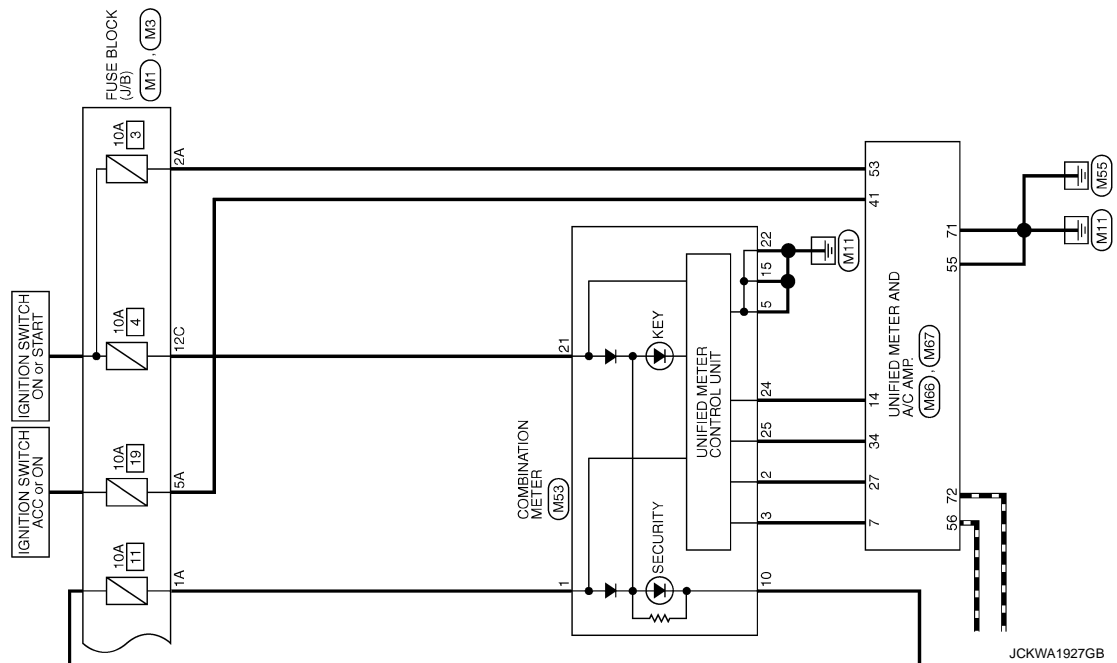 FUSE BLOCK
(J/B)
M1 , M3
IGNITION SWITCH
ON or START
IGNITION SWITCH
ACC or ON
10A
3
2A
10A
4
12C
10A
19
5A
10A
11
1A
COMBINATION
METER
M53
21
1
KEY
SECURITY
UNIFIED METER
CONTROL UNIT
22
15
5
M11
24
25
2
3
10
53
41
14
34
27
7
UNIFIED METER AND
A/C AMP.
M66 , M67
71
55
72
56
M55
M11
JCKWA1927GB